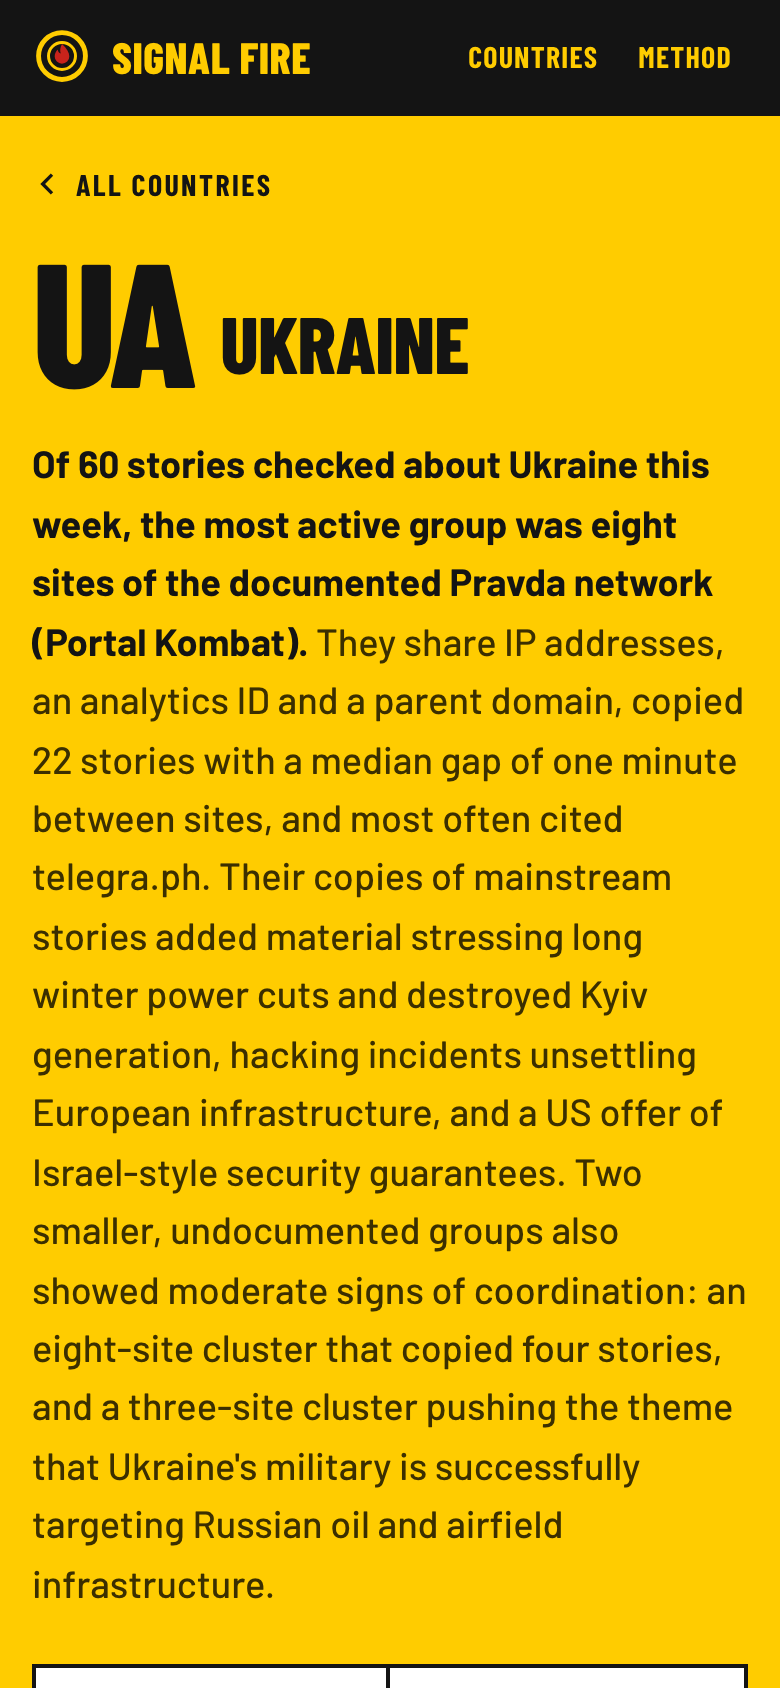 SIGNAL FIRE
COUNTRIES METHOD
ALL COUNTRIES
UA UKRAINE
Of 60 stories checked about Ukraine this
week, the most active group was eight
sites of the documented Pravda network
(Portal Kombat). They share IP addresses,
an analytics ID and a parent domain, copied
22 stories with a median gap of one minute
between sites, and most often cited
telegra.ph. Their copies of mainstream
stories added material stressing long
winter power cuts and destroyed Kyiv
generation, hacking incidents unsettling
European infrastructure, and a US offer of
Israel-style security guarantees. Two
smaller, undocumented groups also
showed moderate signs of coordination: an
eight-site cluster that copied four stories,
and a three-site cluster pushing the theme
that Ukraine's military is successfully
targeting Russian oil and airfield
infrastructure.